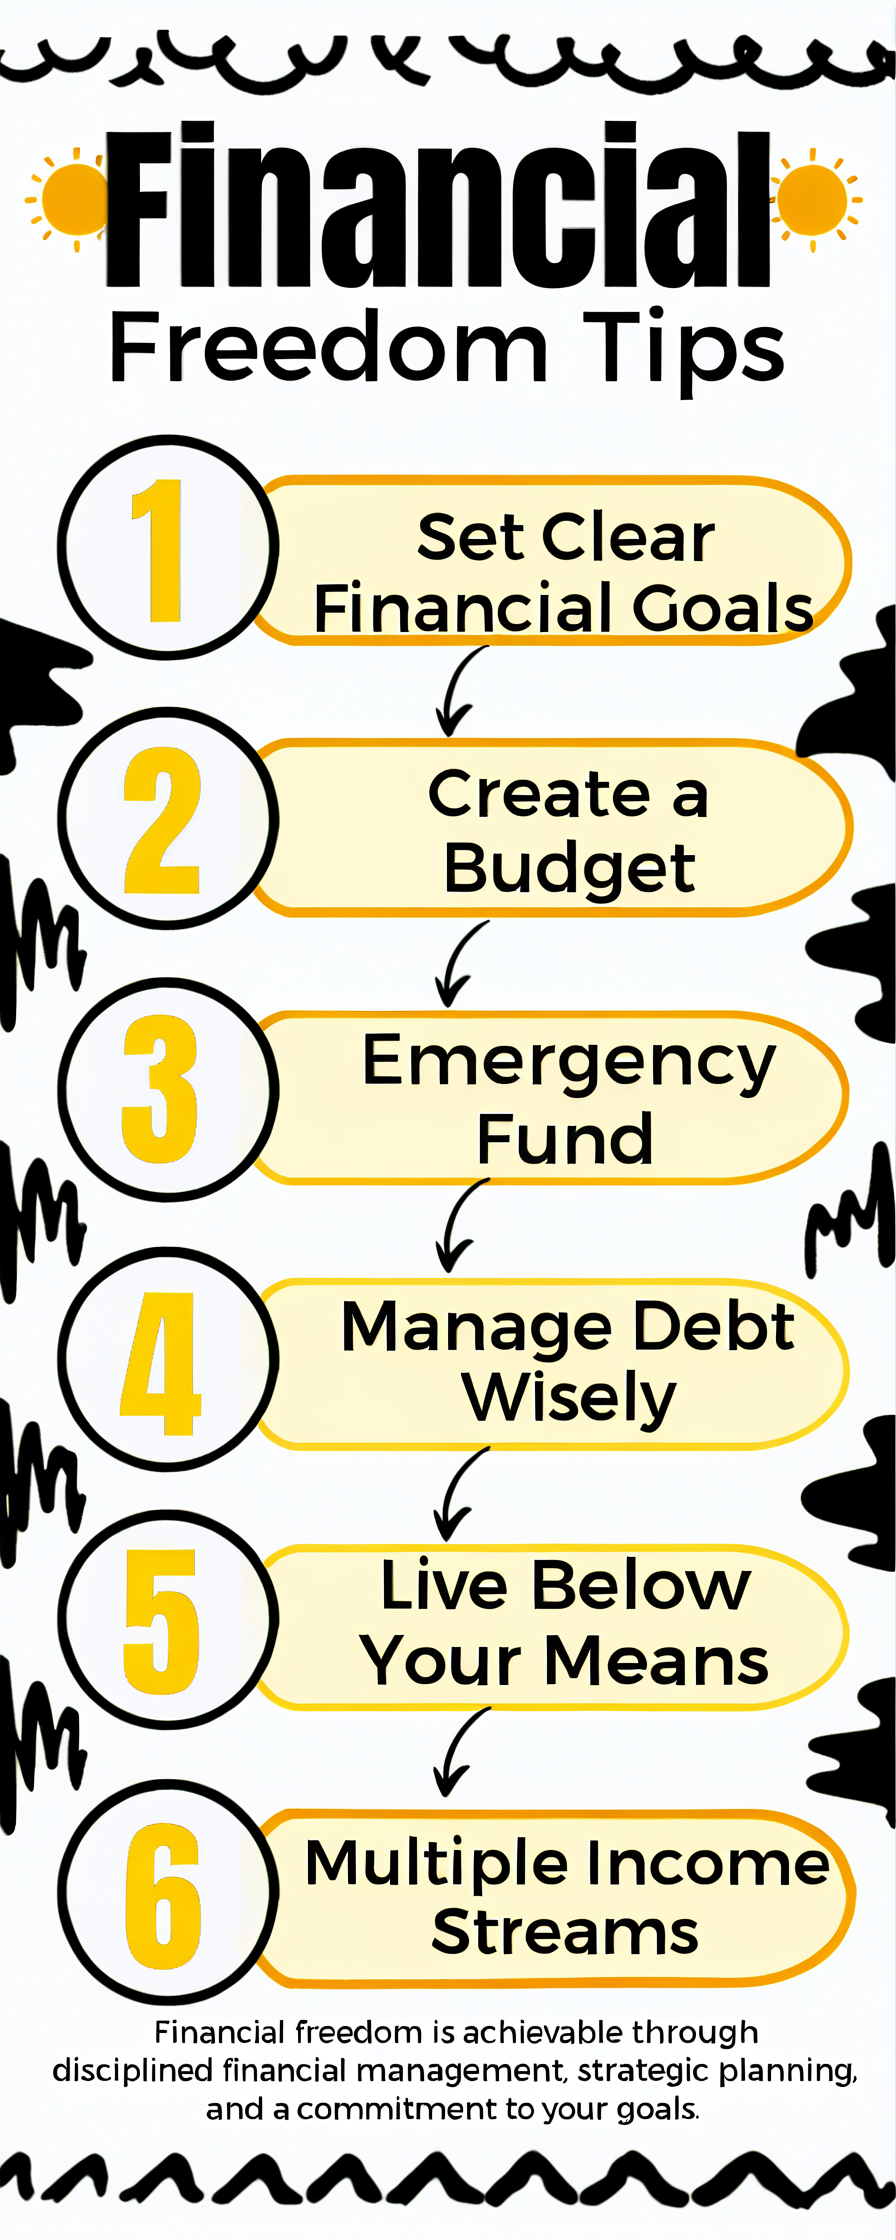 Financial
Freedom Tips
1
Set Clear
Financial Goals
2
Create a
Budget
3
Emergency
Fund
4
Manage Debt
Wisely
5
Live Below
Your Means
6
Multiple Income
Streams
Financial freedom is achievable through
disciplined financial management, strategic planning,
and a commitment to your goals.